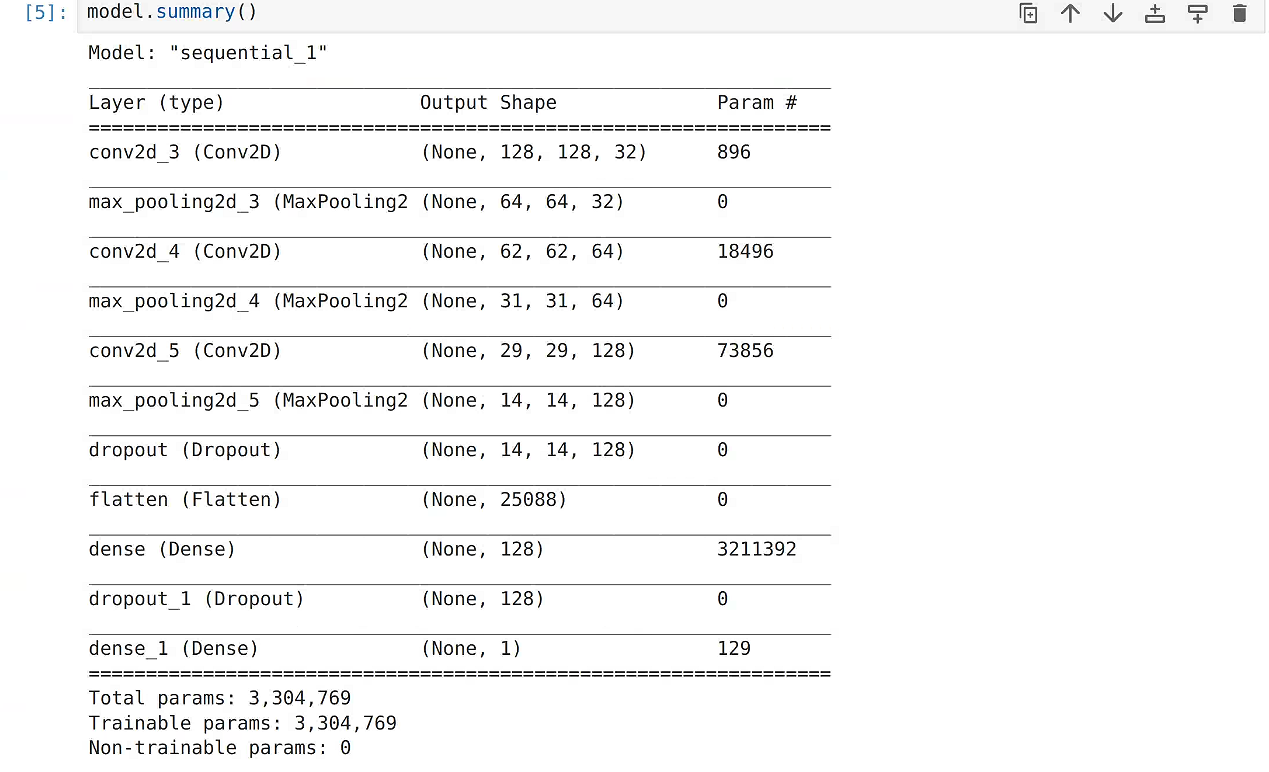 [5]: model.summary()
Model: "sequential_1"
Layer (type) Output Shape Param #
conv2d_3 (Conv2D) (None, 128, 128, 32) 896
max_pooling2d_3 (MaxPooling2 (None, 64, 64, 32) 0
conv2d_4 (Conv2D) (None, 62, 62, 64) 18496
max_pooling2d_4 (MaxPooling2 (None, 31, 31, 64) 0
conv2d_5 (Conv2D) (None, 29, 29, 128) 73856
max_pooling2d_5 (MaxPooling2 (None, 14, 14, 128) 0
dropout (Dropout) (None, 14, 14, 128) 0
flatten (Flatten) (None, 25088) 0
dense (Dense) (None, 128) 3211392
dropout_1 (Dropout) (None, 128) 0
dense_1 (Dense) (None, 1) 129
Total params: 3,304,769
Trainable params: 3,304,769
Non-trainable params: 0